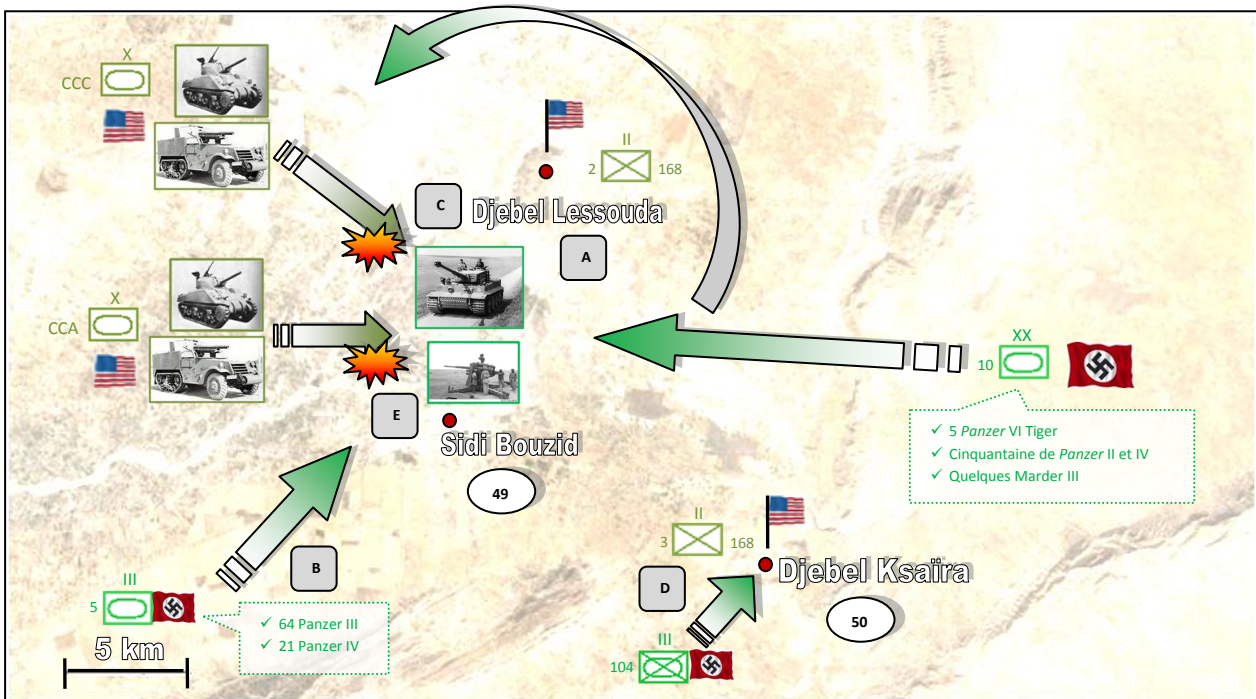 X
CCC
II
2
168
C
Djebel Lessouda
A
X
CCA
XX
10
E
Sidi Bouzid
✓ 5 Panzer VI Tiger
✓ Cinquantaine de Panzer II et IV
✓ Quelques Marder III
49
II
3
168
B
Djebel Ksaïra
D
III
5
✓ 64 Panzer III
✓ 21 Panzer IV
50
III
104
5 km